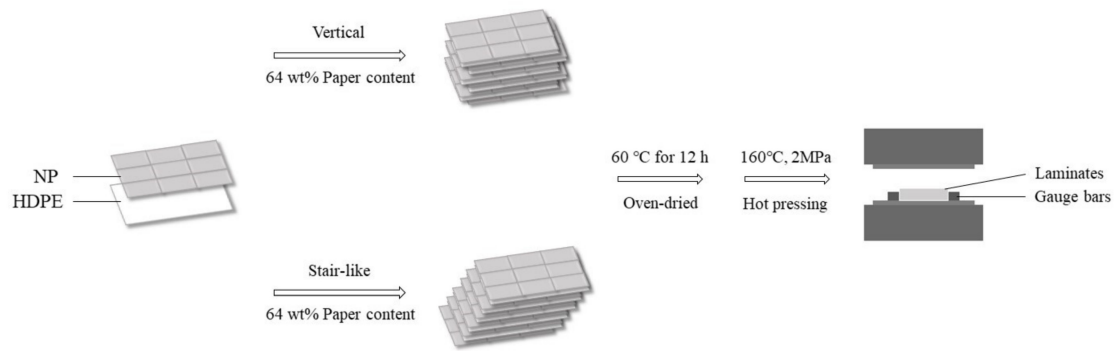 Vertical
64 wt% Paper content
NP
HDPE
60 ℃ for 12 h
Oven-dried
160℃, 2MPa
Hot pressing
Laminates
Gauge bars
Stair-like
64 wt% Paper content